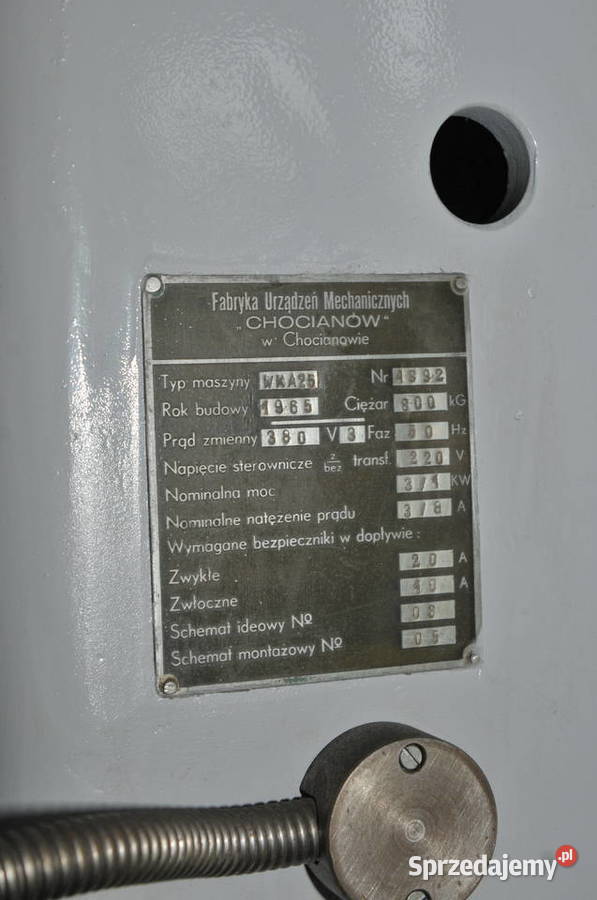 Fabryka Urządzeń Mechanicznych
„CHOCIANÓW"
w Chocianowie
Typ maszyny WKA25 Nr
Rok budowy 1965 Ciężar 800 kG
Prąd zmienny 380 V 3 Faz 50 Hz
Napięcie sterownicze z/bez transf. 220 V
Nominalna moc 3/1 KW
Nominalne natężenie prądu 3/8 A
Wymagane bezpieczniki w dopływie:
Zwykłe 20 A
Zwłoczne 10 A
Schemat ideowy № 08
Schemat montażowy № 05
Sprzedajemy.pl